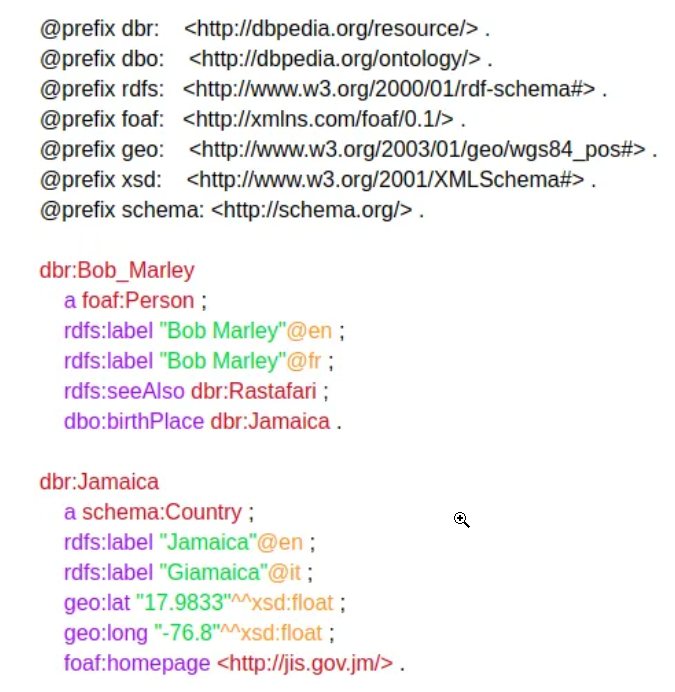 @prefix dbr: <http://dbpedia.org/resource/> .
@prefix dbo: <http://dbpedia.org/ontology/> .
@prefix rdfs: <http://www.w3.org/2000/01/rdf-schema#> .
@prefix foaf: <http://xmlns.com/foaf/0.1/> .
@prefix geo: <http://www.w3.org/2003/01/geo/wgs84_pos#> .
@prefix xsd: <http://www.w3.org/2001/XMLSchema#> .
@prefix schema: <http://schema.org/> .

dbr:Bob_Marley
    a foaf:Person ;
    rdfs:label "Bob Marley"@en ;
    rdfs:label "Bob Marley"@fr ;
    rdfs:seeAlso dbr:Rastafari ;
    dbo:birthPlace dbr:Jamaica .

dbr:Jamaica
    a schema:Country ;
    rdfs:label "Jamaica"@en ;
    rdfs:label "Giamaica"@it ;
    geo:lat "17.9833"^^xsd:float ;
    geo:long "-76.8"^^xsd:float ;
    foaf:homepage <http://jis.gov.jm/> .